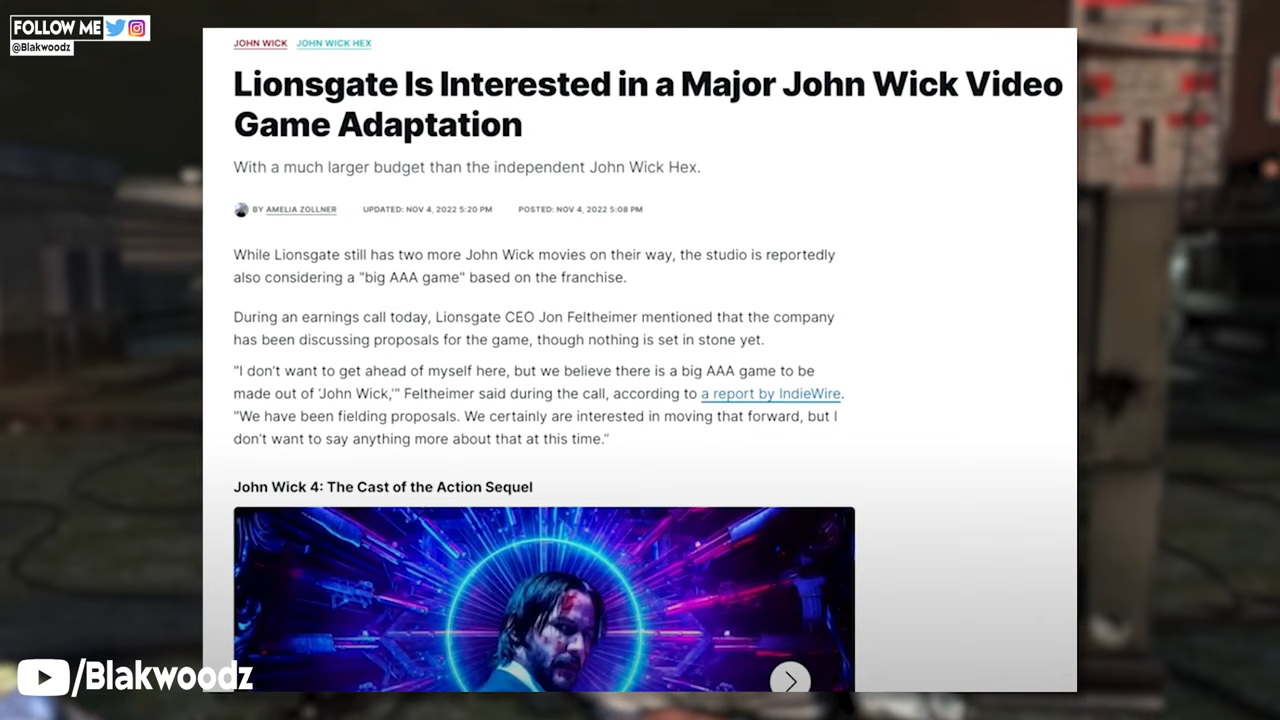 FOLLOW ME
@Blakwoodz
JOHN WICK JOHN WICK HEX
Lionsgate Is Interested in a Major John Wick Video
Game Adaptation
With a much larger budget than the independent John Wick Hex.
BY AMELIA ZOLLNER UPDATED: NOV 4, 2022 5:20 PM POSTED: NOV 4, 2022 5:08 PM
While Lionsgate still has two more John Wick movies on their way, the studio is reportedly
also considering a "big AAA game" based on the franchise.
During an earnings call today, Lionsgate CEO Jon Feltheimer mentioned that the company
has been discussing proposals for the game, though nothing is set in stone yet.
"I don’t want to get ahead of myself here, but we believe there is a big AAA game to be
made out of ‘John Wick,’" Feltheimer said during the call, according to a report by IndieWire.
"We have been fielding proposals. We certainly are interested in moving that forward, but I
don’t want to say anything more about that at this time."
John Wick 4: The Cast of the Action Sequel
/Blakwoodz